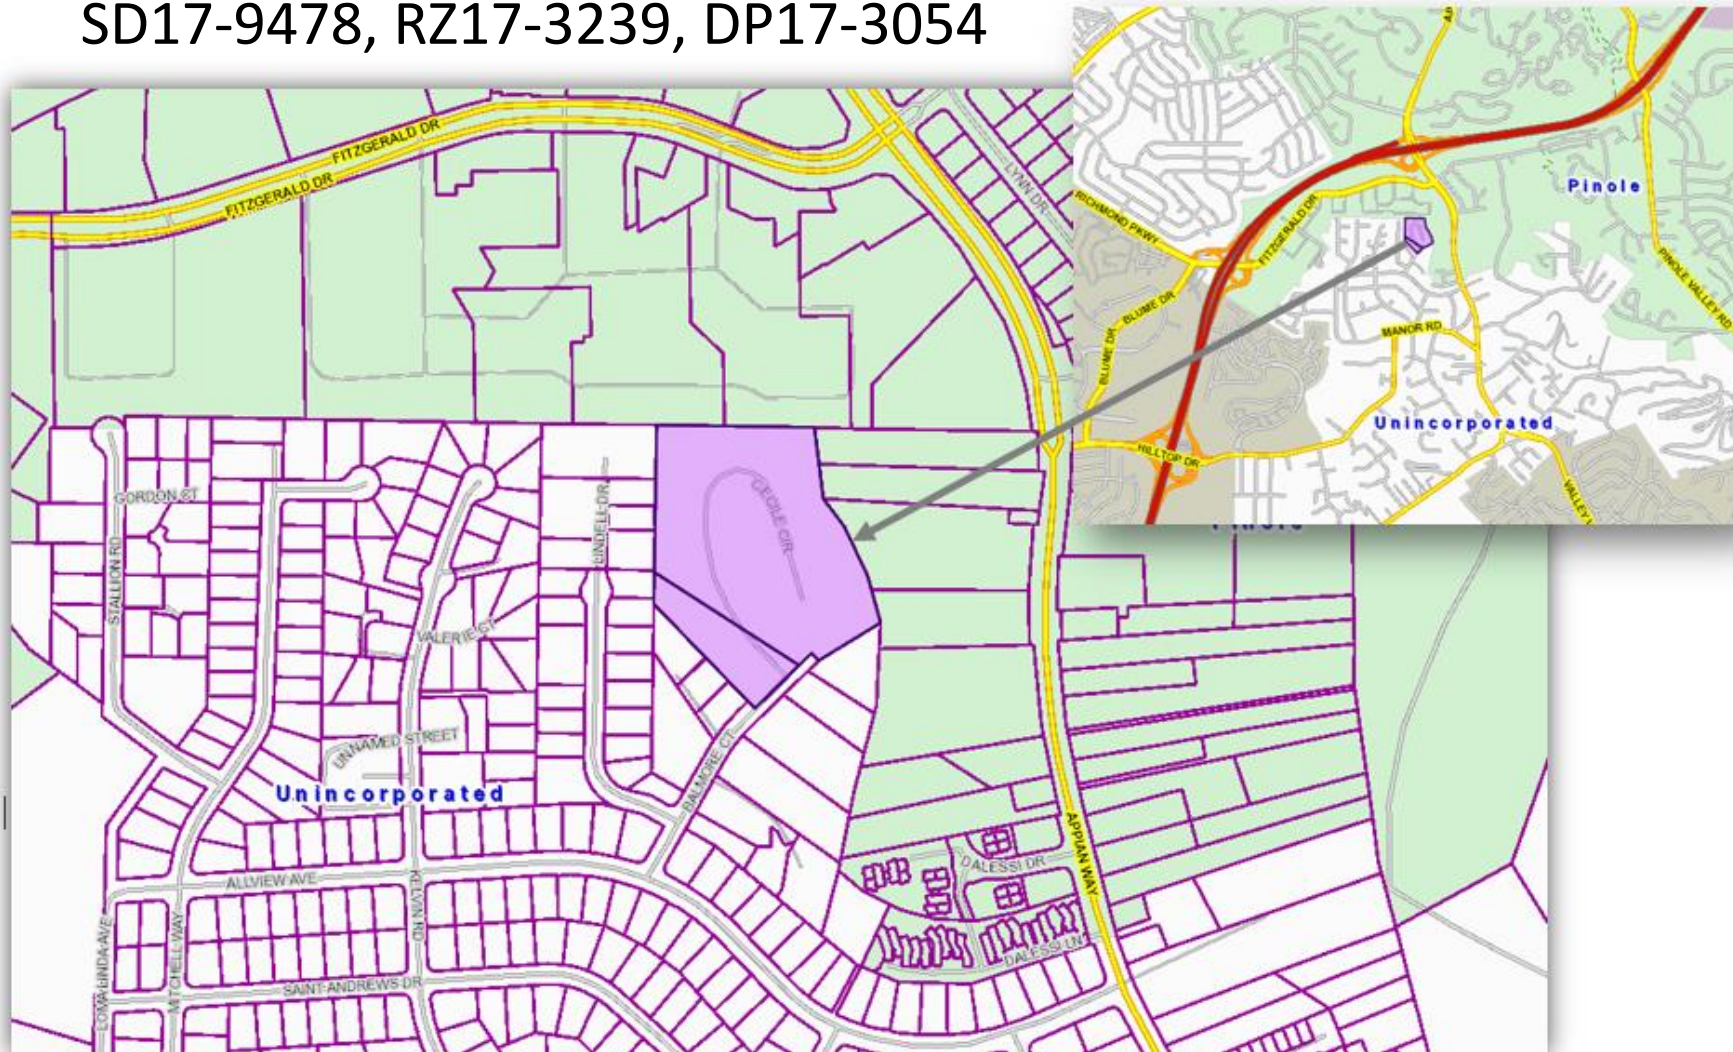 SD17-9478, RZ17-3239, DP17-3054
FITZGERALD DR
FITZGERALD DR
LYNN DR
RICHMOND PKWY
FITZGERALD DR
Pinole
PINOLE VALLEY RD
BLUME DR
BLUME DR
MANOR RD
Unincorporated
HILLTOP DR
GORDON CT
STALLION RD
LINDELL DR
CECILE CIR
VALERIE CT
UNNAMED STREET
Unincorporated
BALMORE CT
APPIAN WAY
DALESSI DR
ALLVIEW AVE
KELVIN RD
LOMA LINDA AVE
MITCHELL WAY
DALESSI LN
SAINT ANDREWS DR